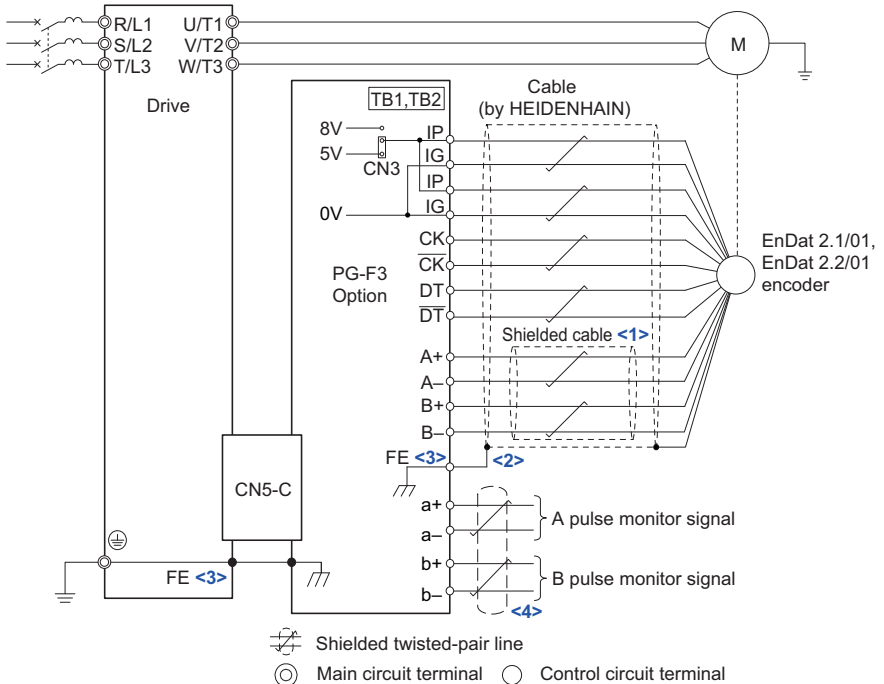 R/L1 U/T1
S/L2 V/T2
T/L3 W/T3
Drive
M
TB1,TB2
Cable
(by HEIDENHAIN)
8V
5V
CN3
0V
IP
IG
IP
IG
CK
C̅K̅
DT
D̅T̅
PG-F3
Option
EnDat 2.1/01,
EnDat 2.2/01
encoder
Shielded cable <1>
A+
A–
B+
B–
FE <3>
<2>
CN5-C
a+
a–
A pulse monitor signal
b+
b–
B pulse monitor signal
<4>
FE <3>
Shielded twisted-pair line
Main circuit terminal
Control circuit terminal